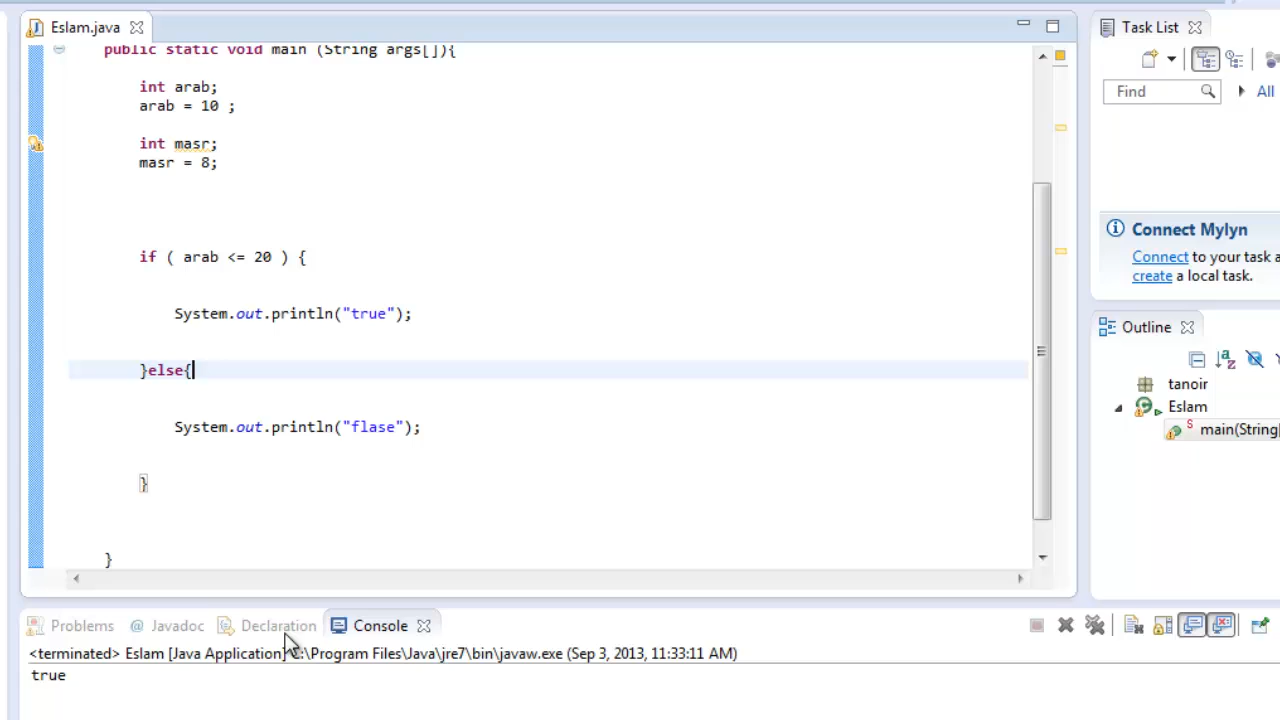 Eslam.java
public static void main (String args[]){
int arab;
arab = 10 ;
int masr;
masr = 8;
if ( arab <= 20 ) {
System.out.println("true");
}else{
System.out.println("flase");
}
}
Task List
Find
All
Connect Mylyn
Connect to your task a
create a local task.
Outline
tanoir
Eslam
S main(String[
Problems @ Javadoc Declaration Console
<terminated> Eslam [Java Application] C:\Program Files\Java\jre7\bin\javaw.exe (Sep 3, 2013, 11:33:11 AM)
true